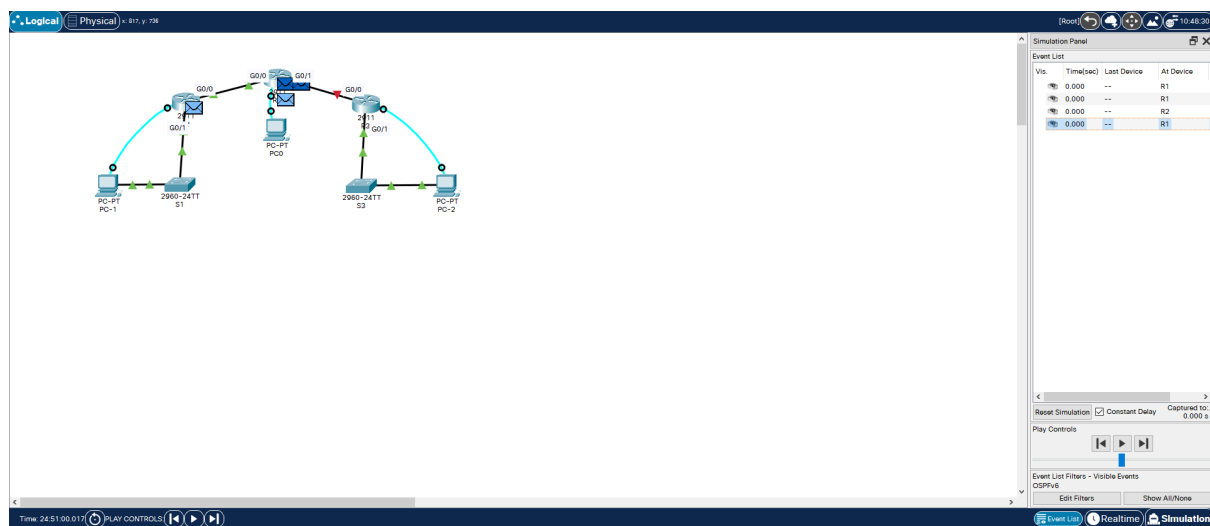 Logical Physical x: 817, y: 736 [Root] 10:48:30
Simulation Panel
Event List
Vis. Time(sec) Last Device At Device
0.000 -- R1
0.000 -- R1
0.000 -- R2
0.000 -- R1
G0/0 G0/1
G0/0 G0/0
2911
G0/1
2911
G0/1
PC-PT
PC0
PC-PT
PC-1
2960-24TT
S1
2960-24TT
S3
PC-PT
PC-2
Reset Simulation Constant Delay Captured to:
0.000 s
Play Controls
Event List Filters - Visible Events
OSPFv6
Edit Filters Show All/None
Time: 24:51:00.017 PLAY CONTROLS: Event List Realtime Simulation